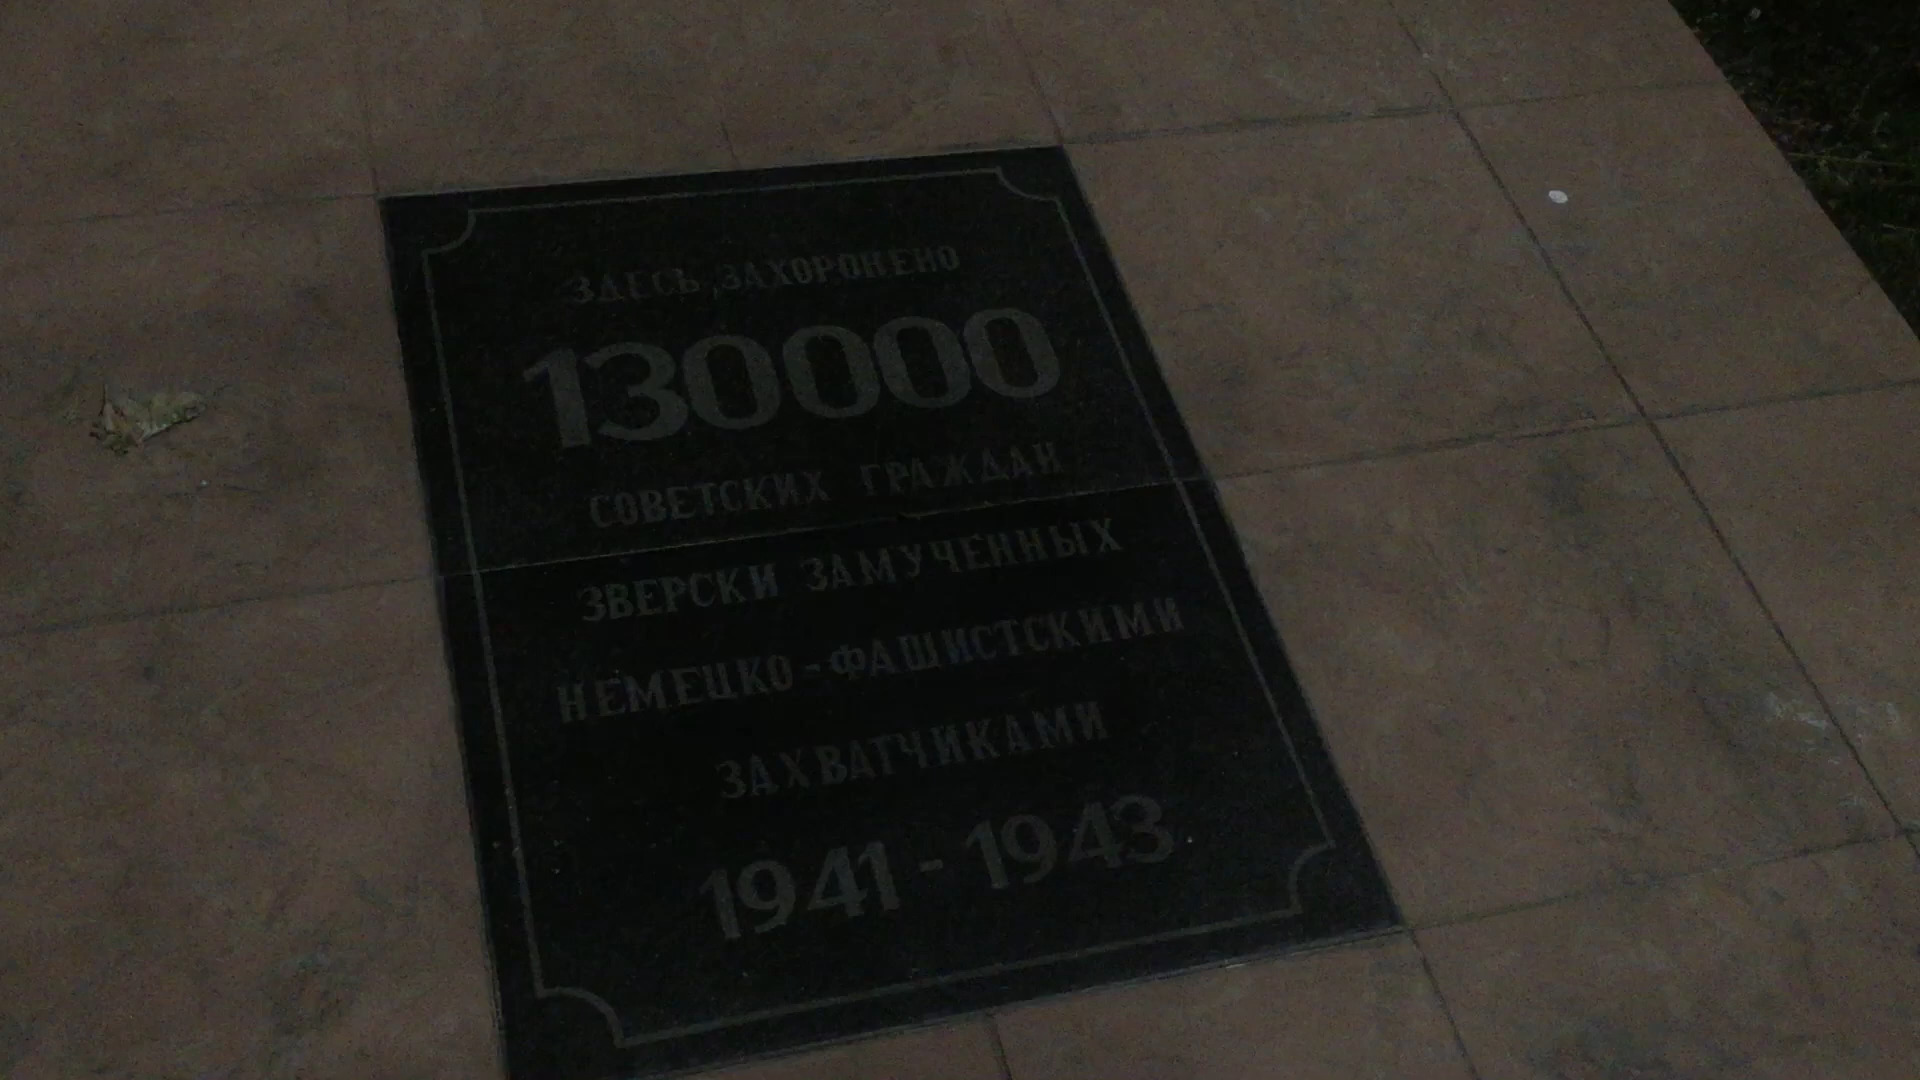 ЗДЕСЬ ЗАХОРОНЕНО
130000
СОВЕТСКИХ ГРАЖДАН
ЗВЕРСКИ ЗАМУЧЕННЫХ
НЕМЕЦКО-ФАШИСТСКИМИ
ЗАХВАТЧИКАМИ
1941-1943